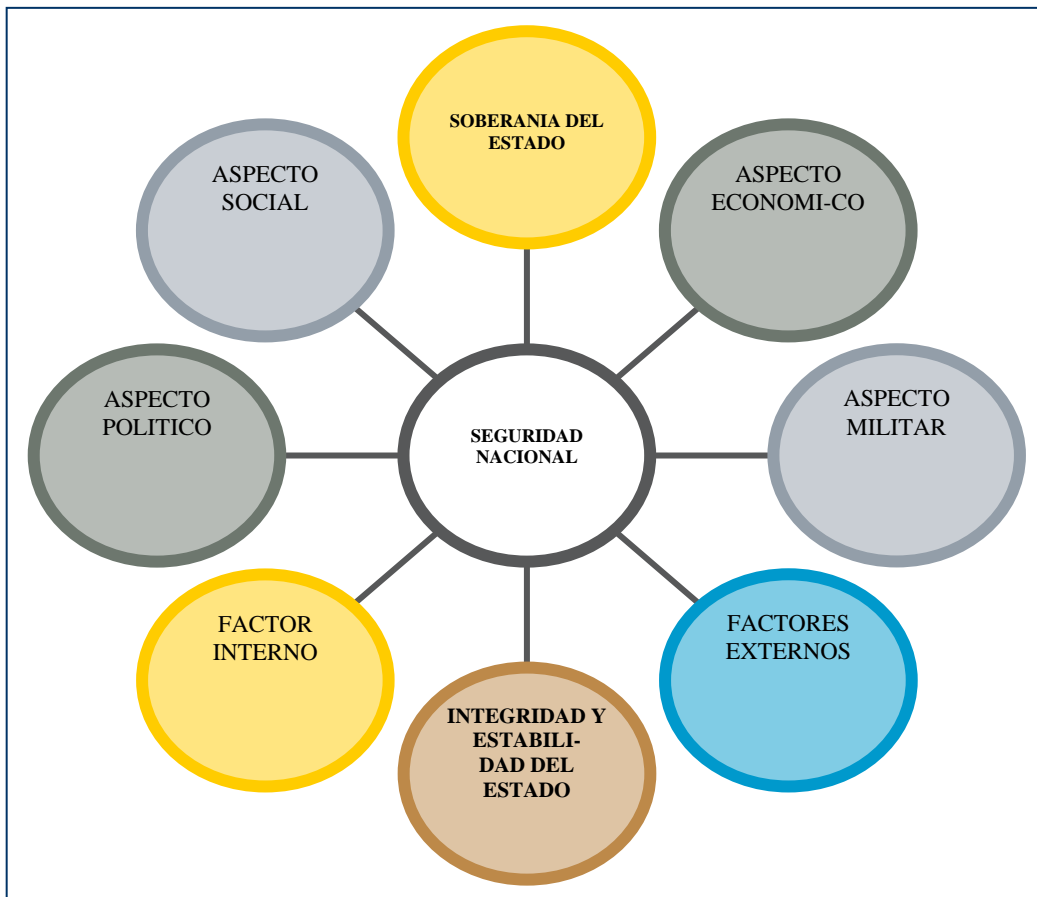 SOBERANIA DEL
ESTADO
ASPECTO
SOCIAL
ASPECTO
ECONOMI-CO
ASPECTO
POLITICO
SEGURIDAD
NACIONAL
ASPECTO
MILITAR
FACTOR
INTERNO
FACTORES
EXTERNOS
INTEGRIDAD Y
ESTABILI-
DAD DEL
ESTADO